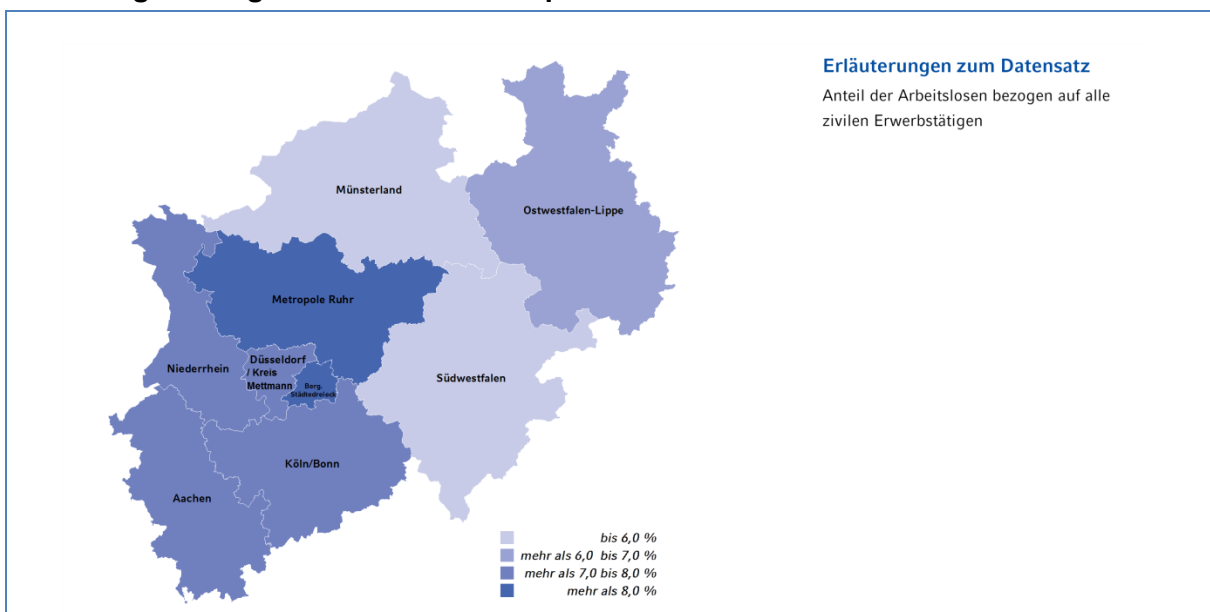 Erläuterungen zum Datensatz
Anteil der Arbeitslosen bezogen auf alle
zivilen Erwerbstätigen
Münsterland
Ostwestfalen-Lippe
Metropole Ruhr
Niederrhein
Düsseldorf
/ Kreis
Mettmann
Berg.
Städtedreieck
Südwestfalen
Köln/Bonn
Aachen
bis 6,0 %
mehr als 6,0 bis 7,0 %
mehr als 7,0 bis 8,0 %
mehr als 8,0 %